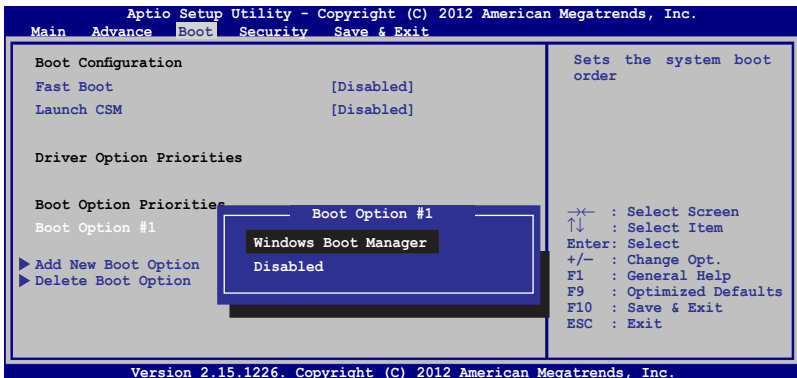 Aptio Setup Utility - Copyright (C) 2012 American Megatrends, Inc.
Main Advance Boot Security Save & Exit
Boot Configuration
Fast Boot [Disabled]
Launch CSM [Disabled]
Driver Option Priorities
Boot Option Priorities
Boot Option #1
Add New Boot Option
Delete Boot Option
Boot Option #1
Windows Boot Manager
Disabled
Sets the system boot
order
→← : Select Screen
↑↓ : Select Item
Enter: Select
+/— : Change Opt.
F1 : General Help
F9 : Optimized Defaults
F10 : Save & Exit
ESC : Exit
Version 2.15.1226. Copyright (C) 2012 American Megatrends, Inc.